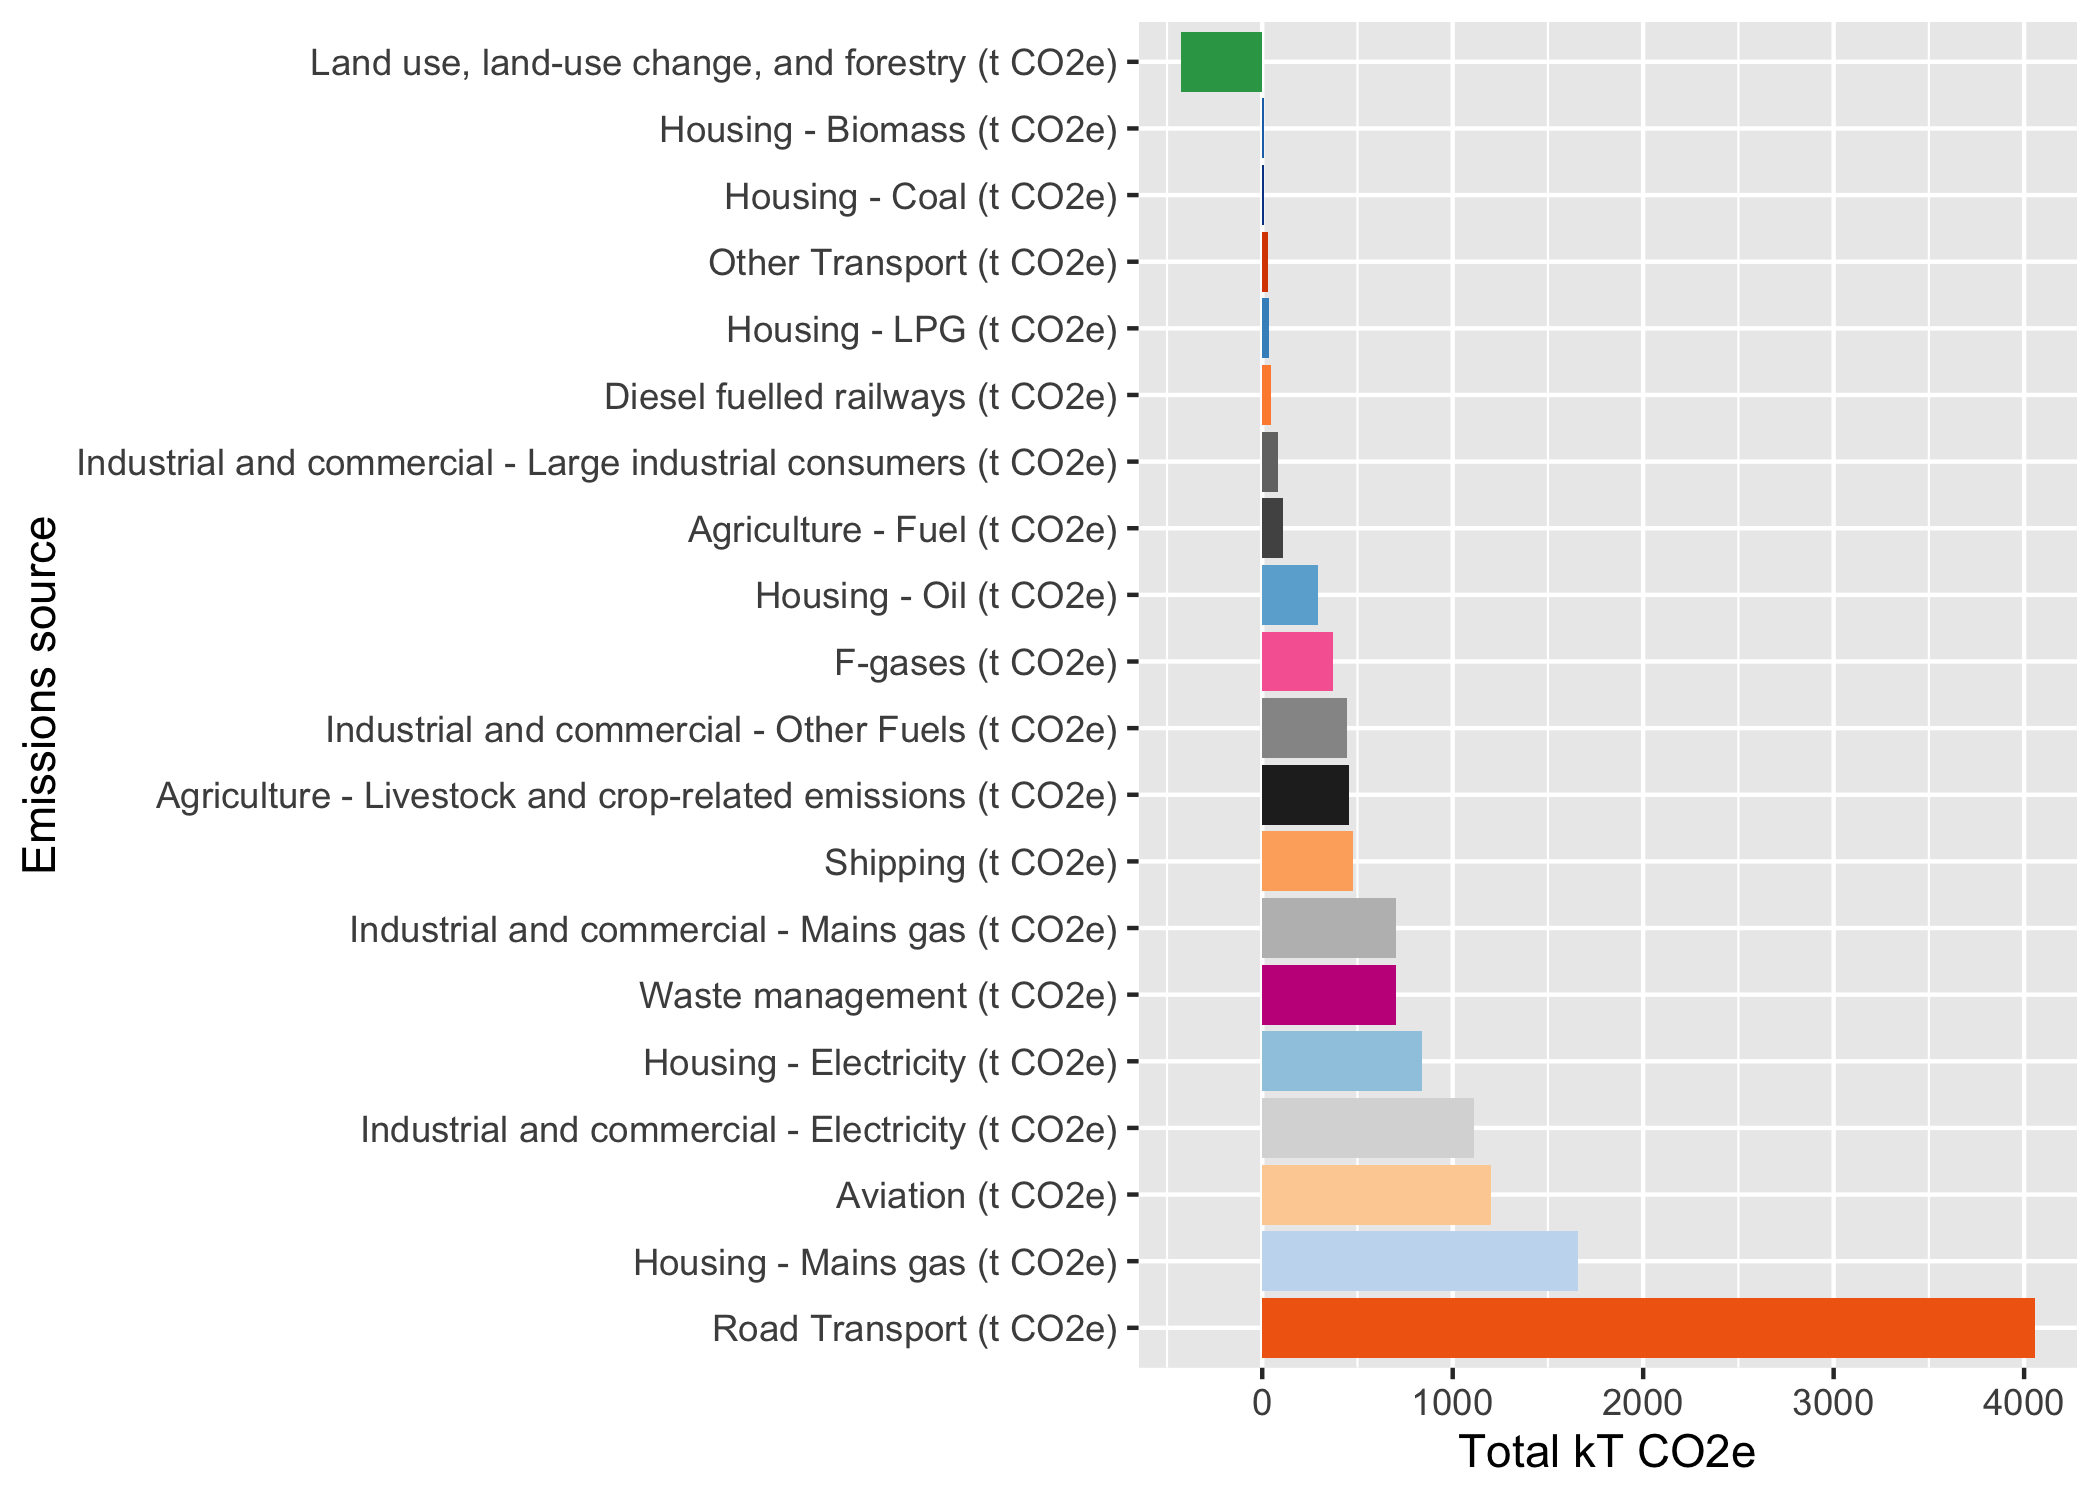 Land use, land-use change, and forestry (t CO2e)
Housing - Biomass (t CO2e)
Housing - Coal (t CO2e)
Other Transport (t CO2e)
Housing - LPG (t CO2e)
Diesel fuelled railways (t CO2e)
Industrial and commercial - Large industrial consumers (t CO2e)
Agriculture - Fuel (t CO2e)
Housing - Oil (t CO2e)
F-gases (t CO2e)
Industrial and commercial - Other Fuels (t CO2e)
Agriculture - Livestock and crop-related emissions (t CO2e)
Shipping (t CO2e)
Industrial and commercial - Mains gas (t CO2e)
Waste management (t CO2e)
Housing - Electricity (t CO2e)
Industrial and commercial - Electricity (t CO2e)
Aviation (t CO2e)
Housing - Mains gas (t CO2e)
Road Transport (t CO2e)
Emissions source
0 1000 2000 3000 4000
Total kT CO2e